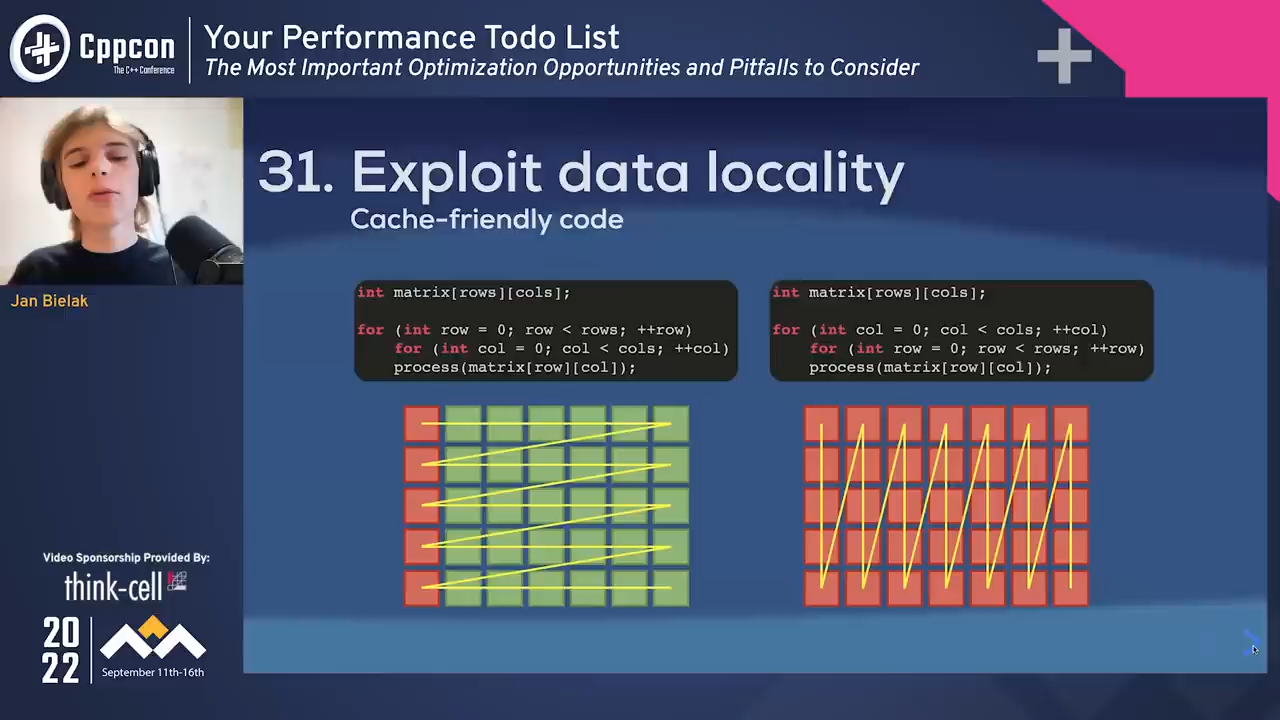 Cppcon
The C++ Conference
Your Performance Todo List
The Most Important Optimization Opportunities and Pitfalls to Consider
Jan Bielak
31. Exploit data locality
Cache-friendly code
int matrix[rows][cols];
for (int row = 0; row < rows; ++row)
for (int col = 0; col < cols; ++col)
process(matrix[row][col]);
int matrix[rows][cols];
for (int col = 0; col < cols; ++col)
for (int row = 0; row < rows; ++row)
process(matrix[row][col]);
Video Sponsorship Provided By:
think-cell
20
22
September 11th-16th